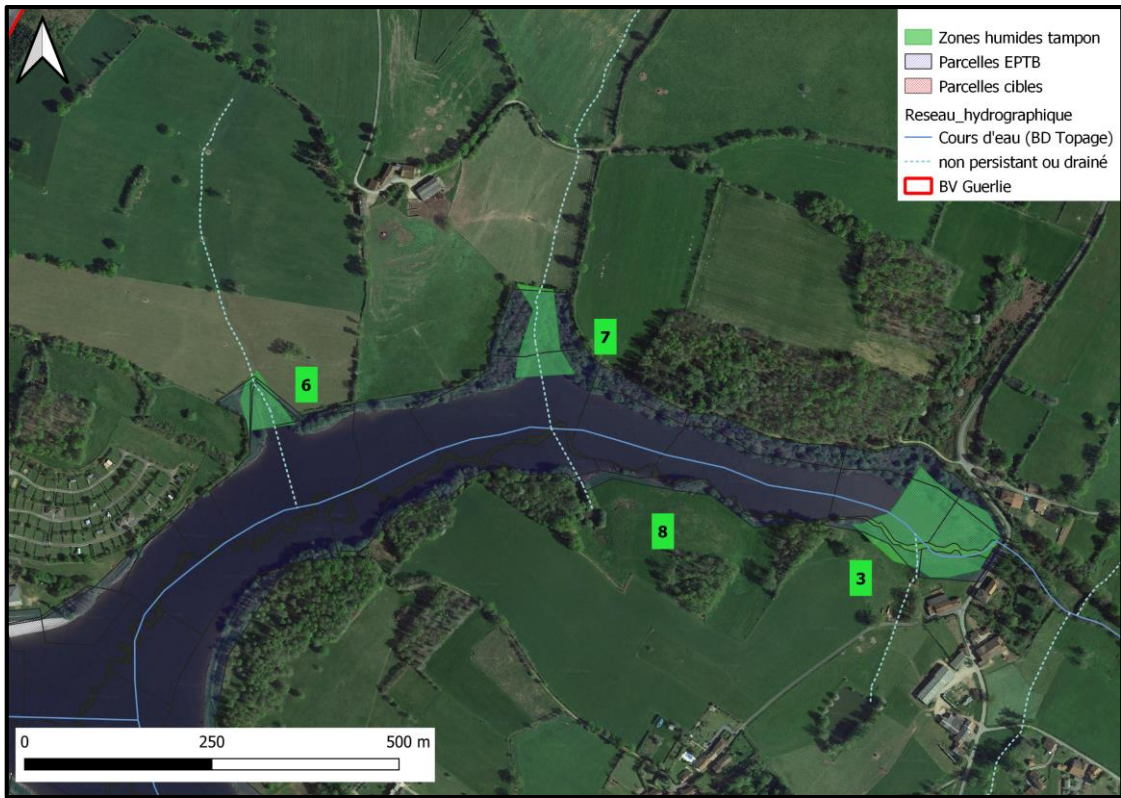 Zones humides tampon
Parcelles EPTB
Parcelles cibles
Reseau_hydrographique
Cours d'eau (BD Topage)
non persistant ou drainé
BV Guerlie
7
6
8
3
0 250 500 m